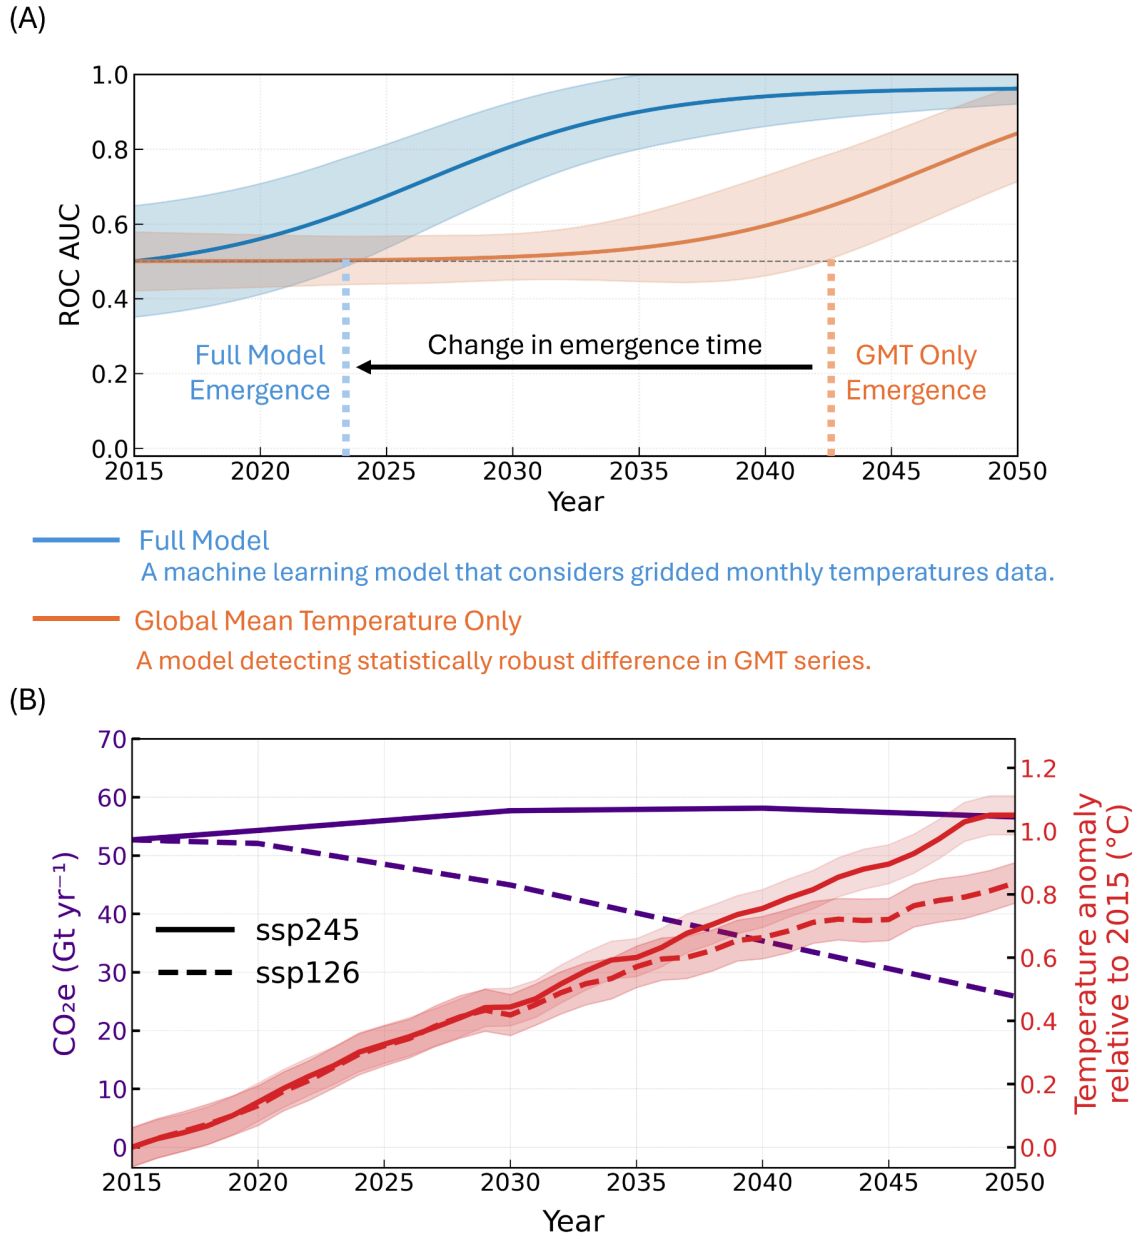 (A)
1.0
0.8
0.6
0.4
0.2
0.0
ROC AUC
Full Model
Emergence
Change in emergence time
GMT Only
Emergence
2015 2020 2025 2030 2035 2040 2045 2050
Year
Full Model
A machine learning model that considers gridded monthly temperatures data.
Global Mean Temperature Only
A model detecting statistically robust difference in GMT series.
(B)
70
60
50
40
30
20
10
0
CO₂e (Gt yr⁻¹)
ssp245
ssp126
1.2
1.0
0.8
0.6
0.4
0.2
0.0
Temperature anomaly
relative to 2015 (°C)
2015 2020 2025 2030 2035 2040 2045 2050
Year